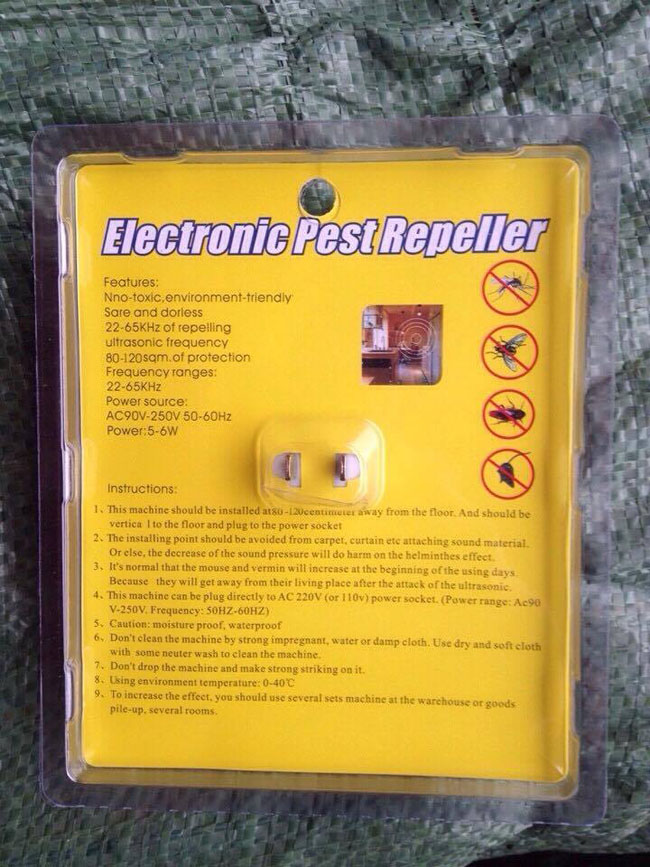 Electronic Pest Repeller
Features:
Nno-toxic,environment-triendly
Sare and dorless
22-65KHz of repelling
ultrasonic frequency
80-120sqm.of protection
Frequency ranges:
22-65KHz
Power source:
AC90V-250V 50-60Hz
Power:5-6W
Instructions:
1、This machine should be installed at80-120centimeter away from the floor. And should be
vertica l to the floor and plug to the power socket
2、The installing point should be avoided from carpet, curtain etc attaching sound material.
Or else, the decrease of the sound pressure will do harm on the helminthes effect.
3、It's normal that the mouse and vermin will increase at the beginning of the using days.
Because they will get away from their living place after the attack of the ultrasonic.
4、This machine can be plug directly to AC 220V (or 110v) power socket. (Power range: Ac90
V-250V. Frequency: 50HZ-60HZ)
5、Caution: moisture proof, waterproof
6、Don't clean the machine by strong impregnant, water or damp cloth. Use dry and soft cloth
with some neuter wash to clean the machine.
7、Don't drop the machine and make strong striking on it.
8、Using environment temperature: 0-40℃
9、To increase the effect, you should use several sets machine at the warehouse or goods
pile-up, several rooms.